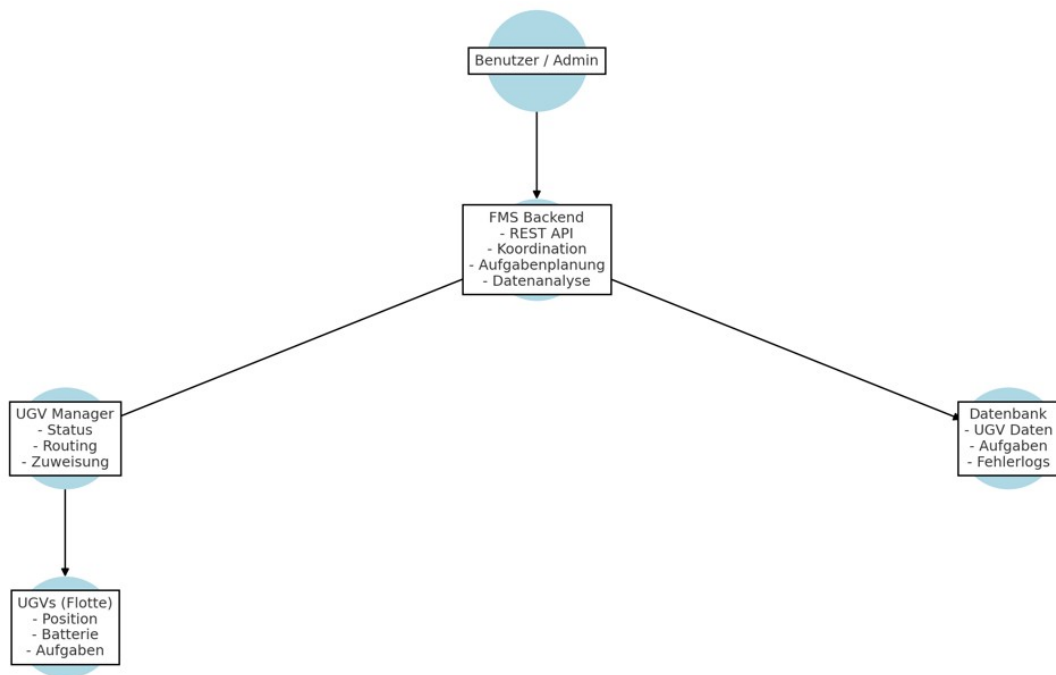 Benutzer / Admin
FMS Backend
- REST API
- Koordination
- Aufgabenplanung
- Datenanalyse
UGV Manager
- Status
- Routing
- Zuweisung
Datenbank
- UGV Daten
- Aufgaben
- Fehlerlogs
UGVs (Flotte)
- Position
- Batterie
- Aufgaben